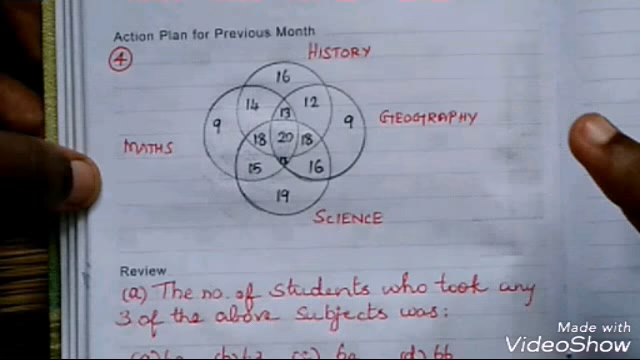 Action Plan for Previous Month
4
HISTORY
16
14 13 12
9 9 GEOGRAPHY
MATHS 18 20 18
15 16
19
SCIENCE
Review
(a) The no. of students who took any
3 of the above subjects was:
Made with
VideoShow